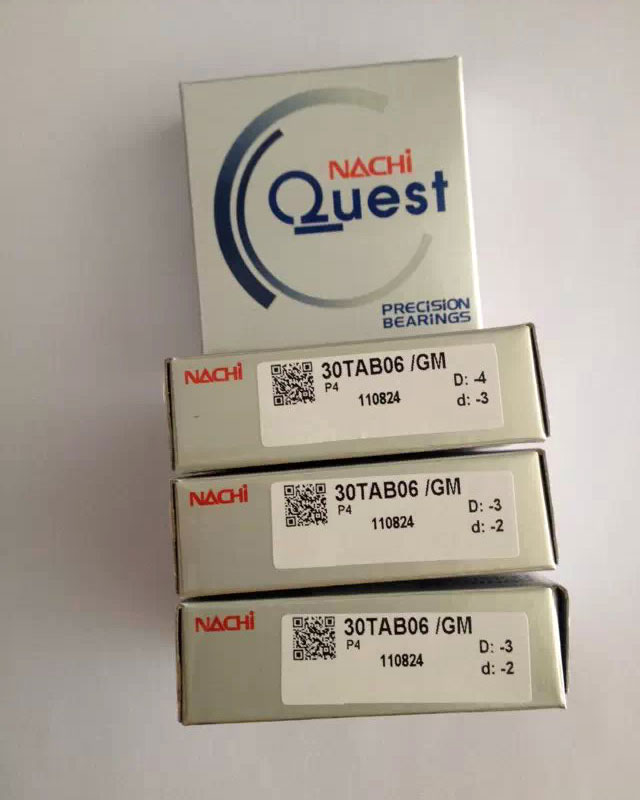 NACHi
Quest
PRECISION
BEARINGS
NACHi
30TAB06 /GM
P4
110824
D: -4
d: -3
NACHi
30TAB06 /GM
P4
110824
D: -3
d: -2
NACHi
30TAB06 /GM
P4
110824
D: -3
d: -2